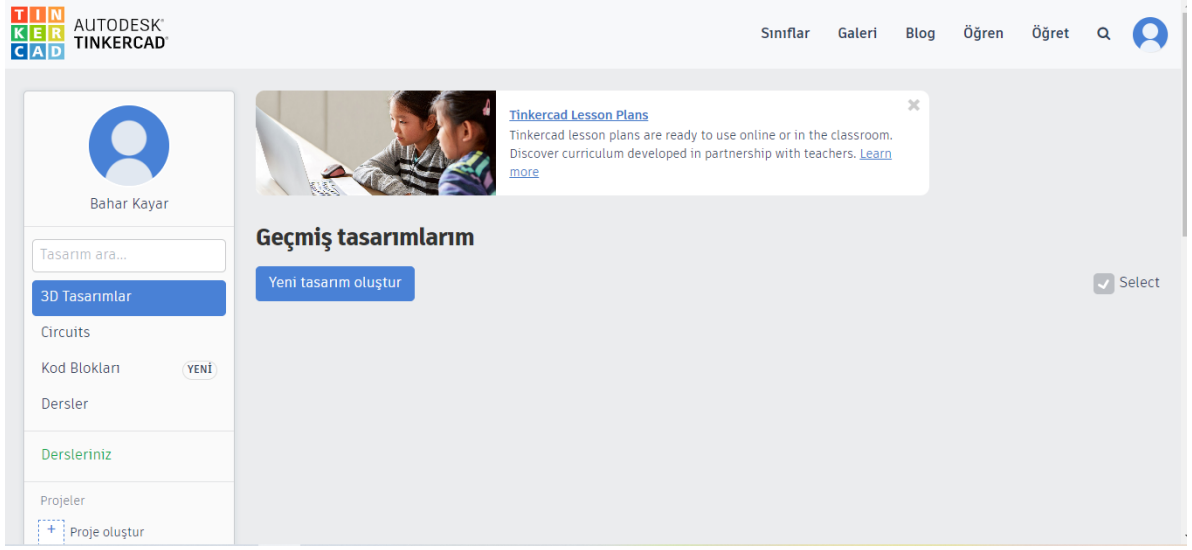 TIN
KER
CAD
AUTODESK®
TINKERCAD®
Sınıflar Galeri Blog Öğren Öğret
Bahar Kayar
Tasarım ara...
3D Tasarımlar
Circuits
Kod Blokları YENİ
Dersler
Dersleriniz
Projeler
+ Proje oluştur
Tinkercad Lesson Plans
Tinkercad lesson plans are ready to use online or in the classroom.
Discover curriculum developed in partnership with teachers. Learn
more
Geçmiş tasarımlarım
Yeni tasarım oluştur
Select